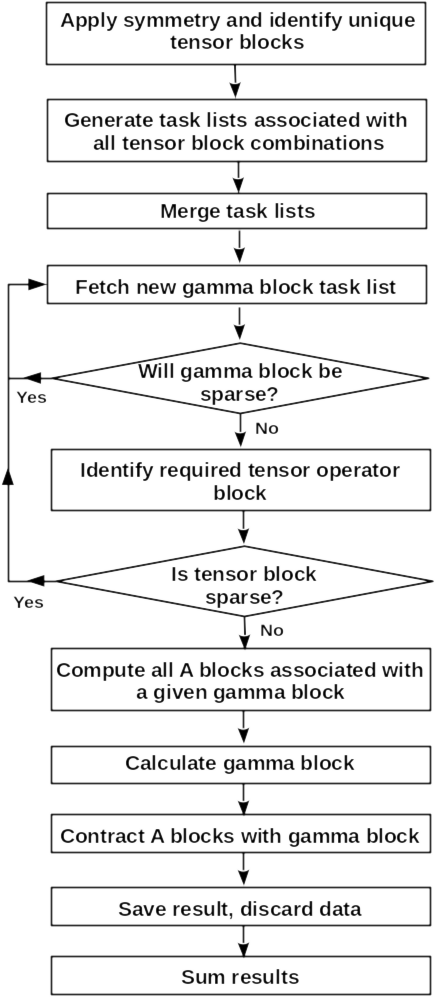 Apply symmetry and identify unique
tensor blocks
Generate task lists associated with
all tensor block combinations
Merge task lists
Fetch new gamma block task list
Will gamma block be
sparse?
Yes
No
Identify required tensor operator
block
Is tensor block
sparse?
Yes
No
Compute all A blocks associated with
a given gamma block
Calculate gamma block
Contract A blocks with gamma block
Save result, discard data
Sum results